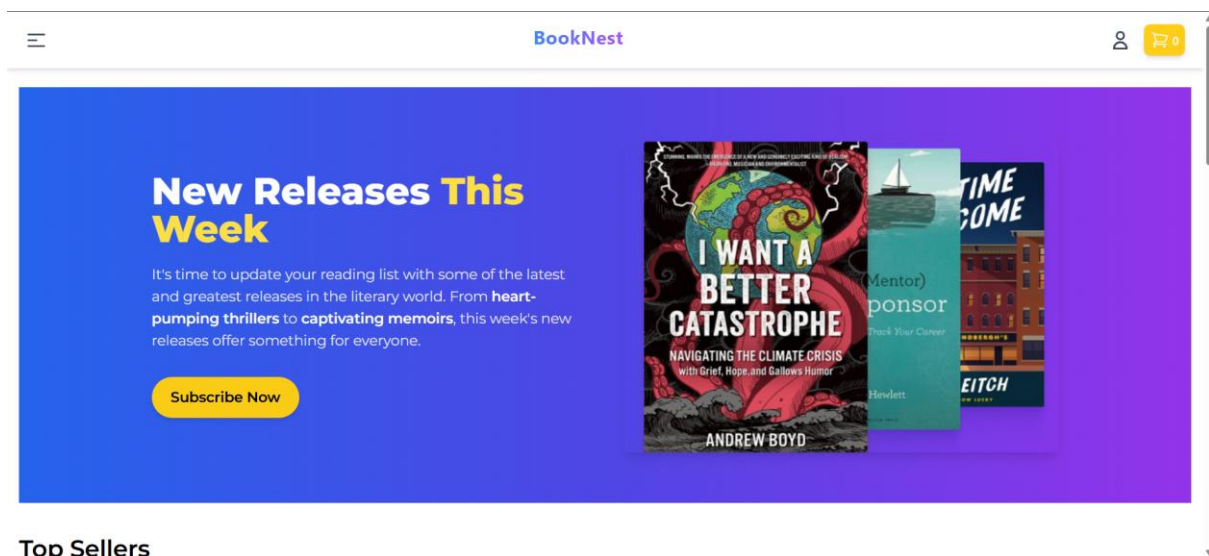 BookNest
0
New Releases This
Week
It's time to update your reading list with some of the latest
and greatest releases in the literary world. From heart-
pumping thrillers to captivating memoirs, this week's new
releases offer something for everyone.
Subscribe Now
I WANT A
BETTER
CATASTROPHE
NAVIGATING THE CLIMATE CRISIS
with Grief, Hope, and Gallows Humor
ANDREW BOYD
Mentor)
ponsor
Track Your Career
Hewlett
TIME
COME
EITCH
Top Sellers